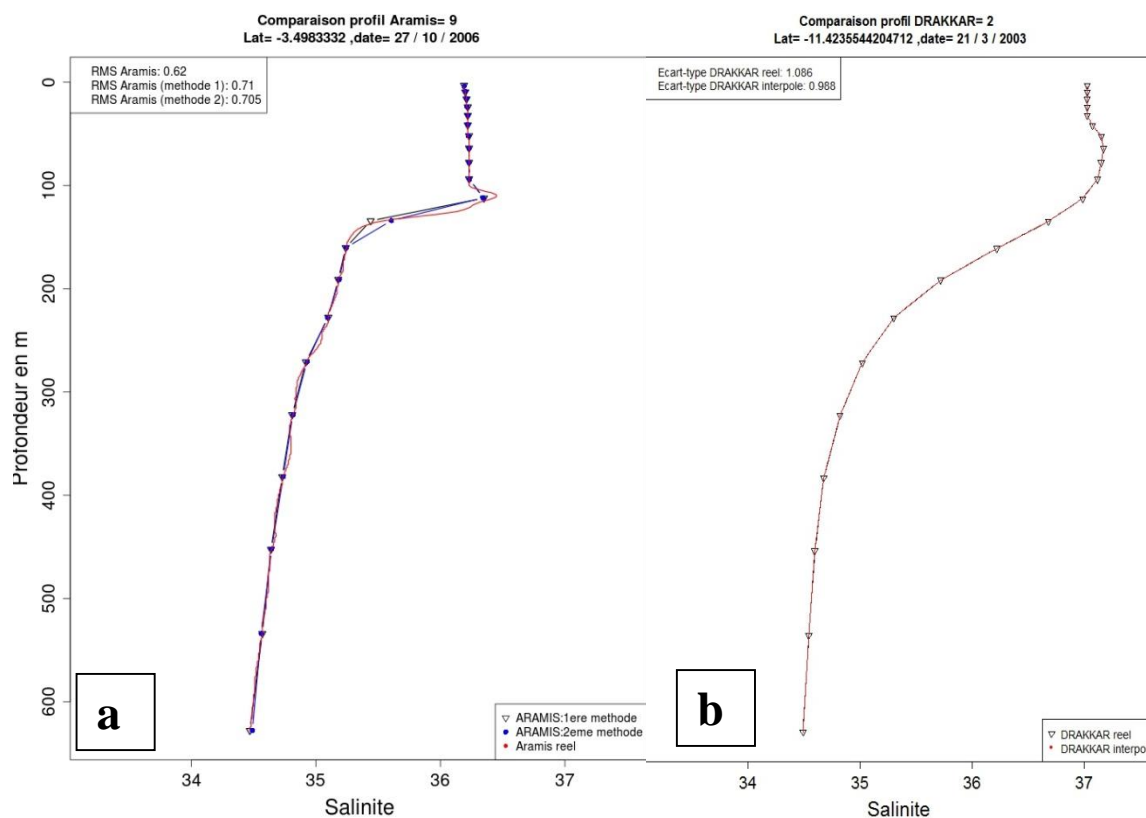 Comparaison profil Aramis= 9
Lat= -3.4983332 ,date= 27 / 10 / 2006
RMS Aramis: 0.62
RMS Aramis (methode 1): 0.71
RMS Aramis (methode 2): 0.705
0
100
200
300
400
500
600
Profondeur en m
a
ARAMIS:1ere methode
ARAMIS:2eme methode
Aramis reel
34
35
36
37
Salinite
Comparaison profil DRAKKAR= 2
Lat= -11.4235544204712 ,date= 21 / 3 / 2003
Ecart-type DRAKKAR reel: 1.086
Ecart-type DRAKKAR interpole: 0.988
b
DRAKKAR reel
DRAKKAR interpo
34
35
36
37
Salinite